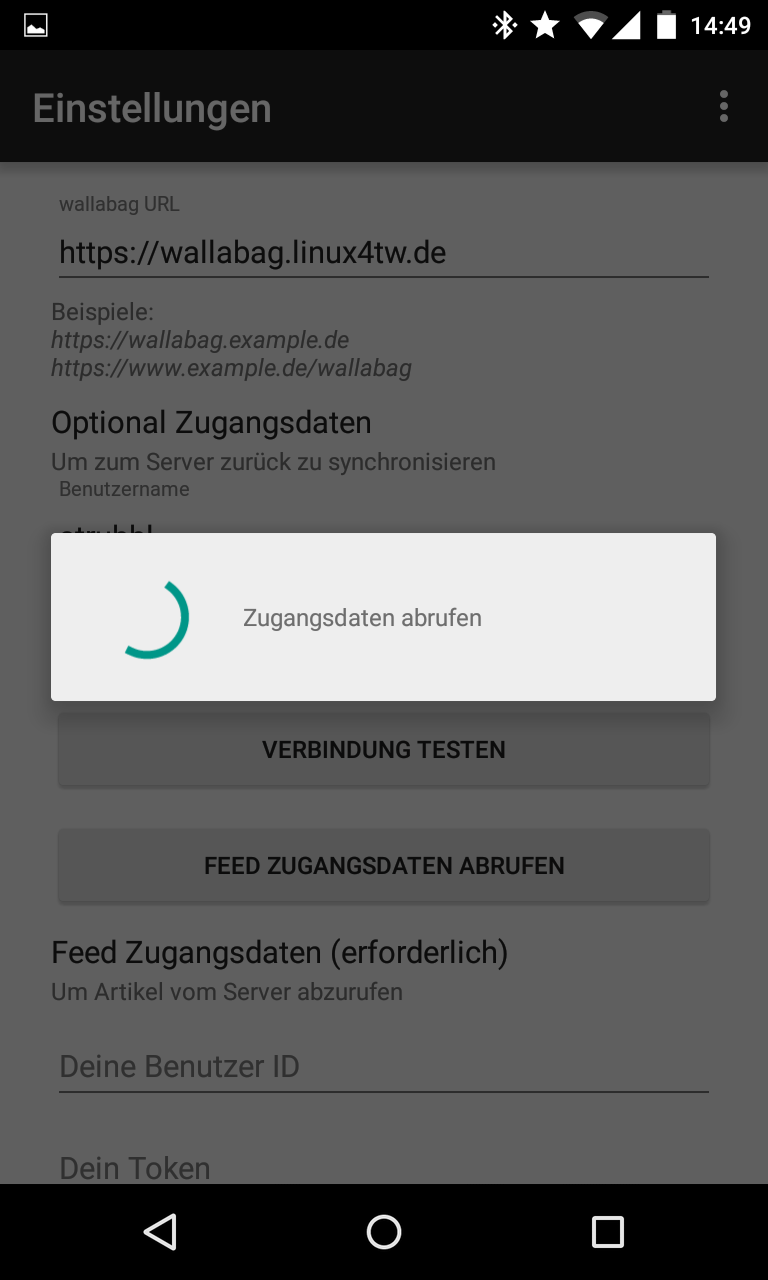 14:49
Einstellungen
wallabag URL
https://wallabag.linux4tw.de
Beispiele:
https://wallabag.example.de
https://www.example.de/wallabag
Optional Zugangsdaten
Um zum Server zurück zu synchronisieren
Benutzername
Zugangsdaten abrufen
VERBINDUNG TESTEN
FEED ZUGANGSDATEN ABRUFEN
Feed Zugangsdaten (erforderlich)
Um Artikel vom Server abzurufen
Deine Benutzer ID
Dein Token